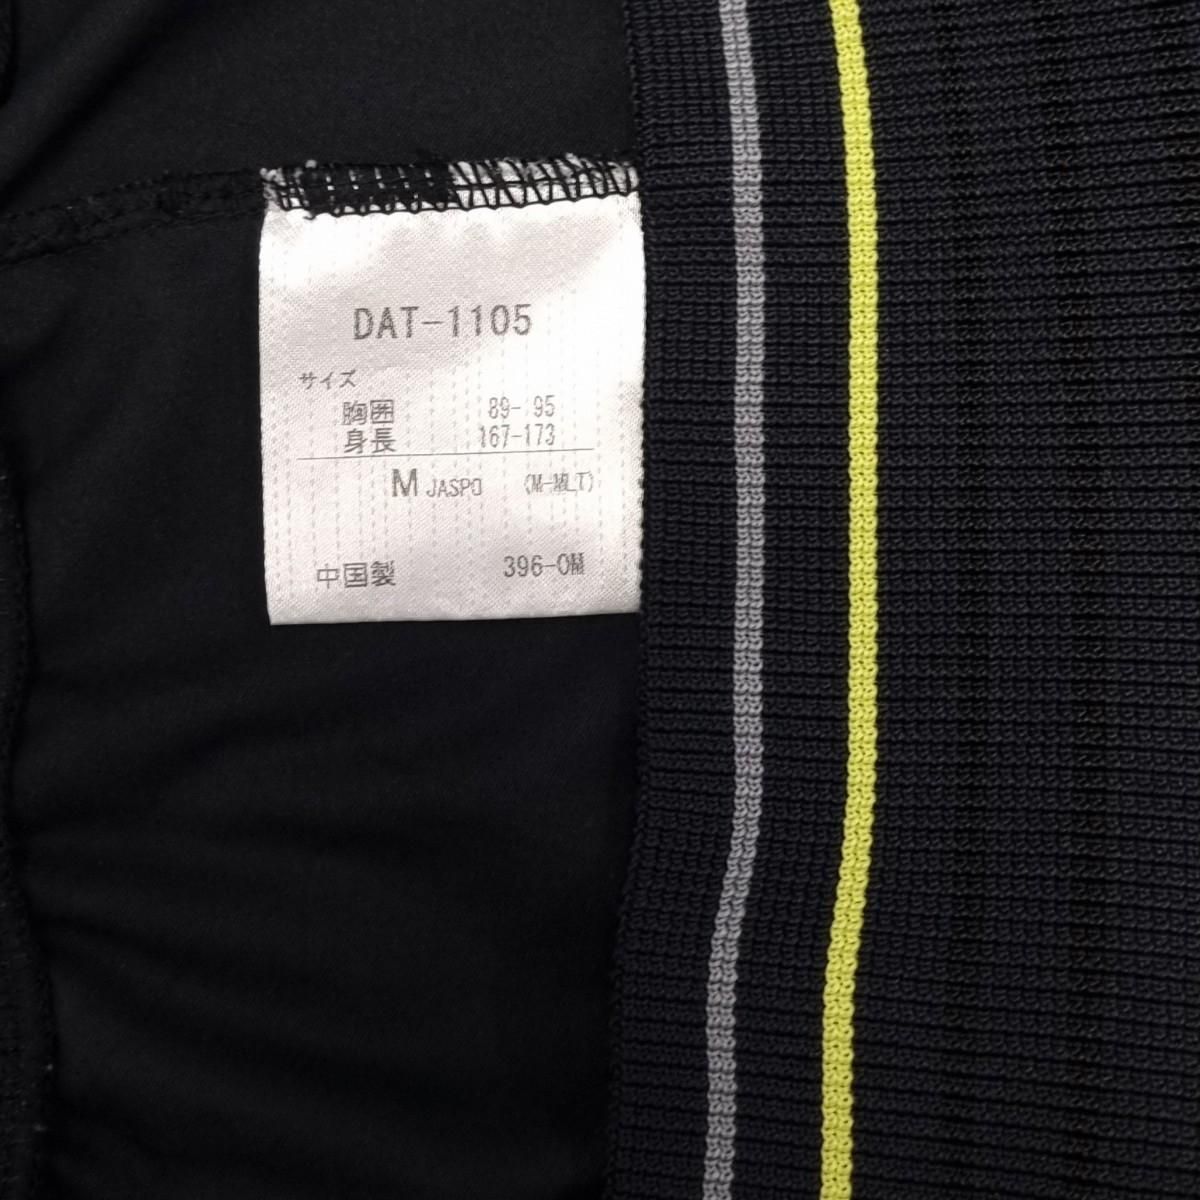 DAT-1105
サイズ
胸囲 89- 95
身長 167-173
M JASPO (M-MLT)
中国製 396-0M